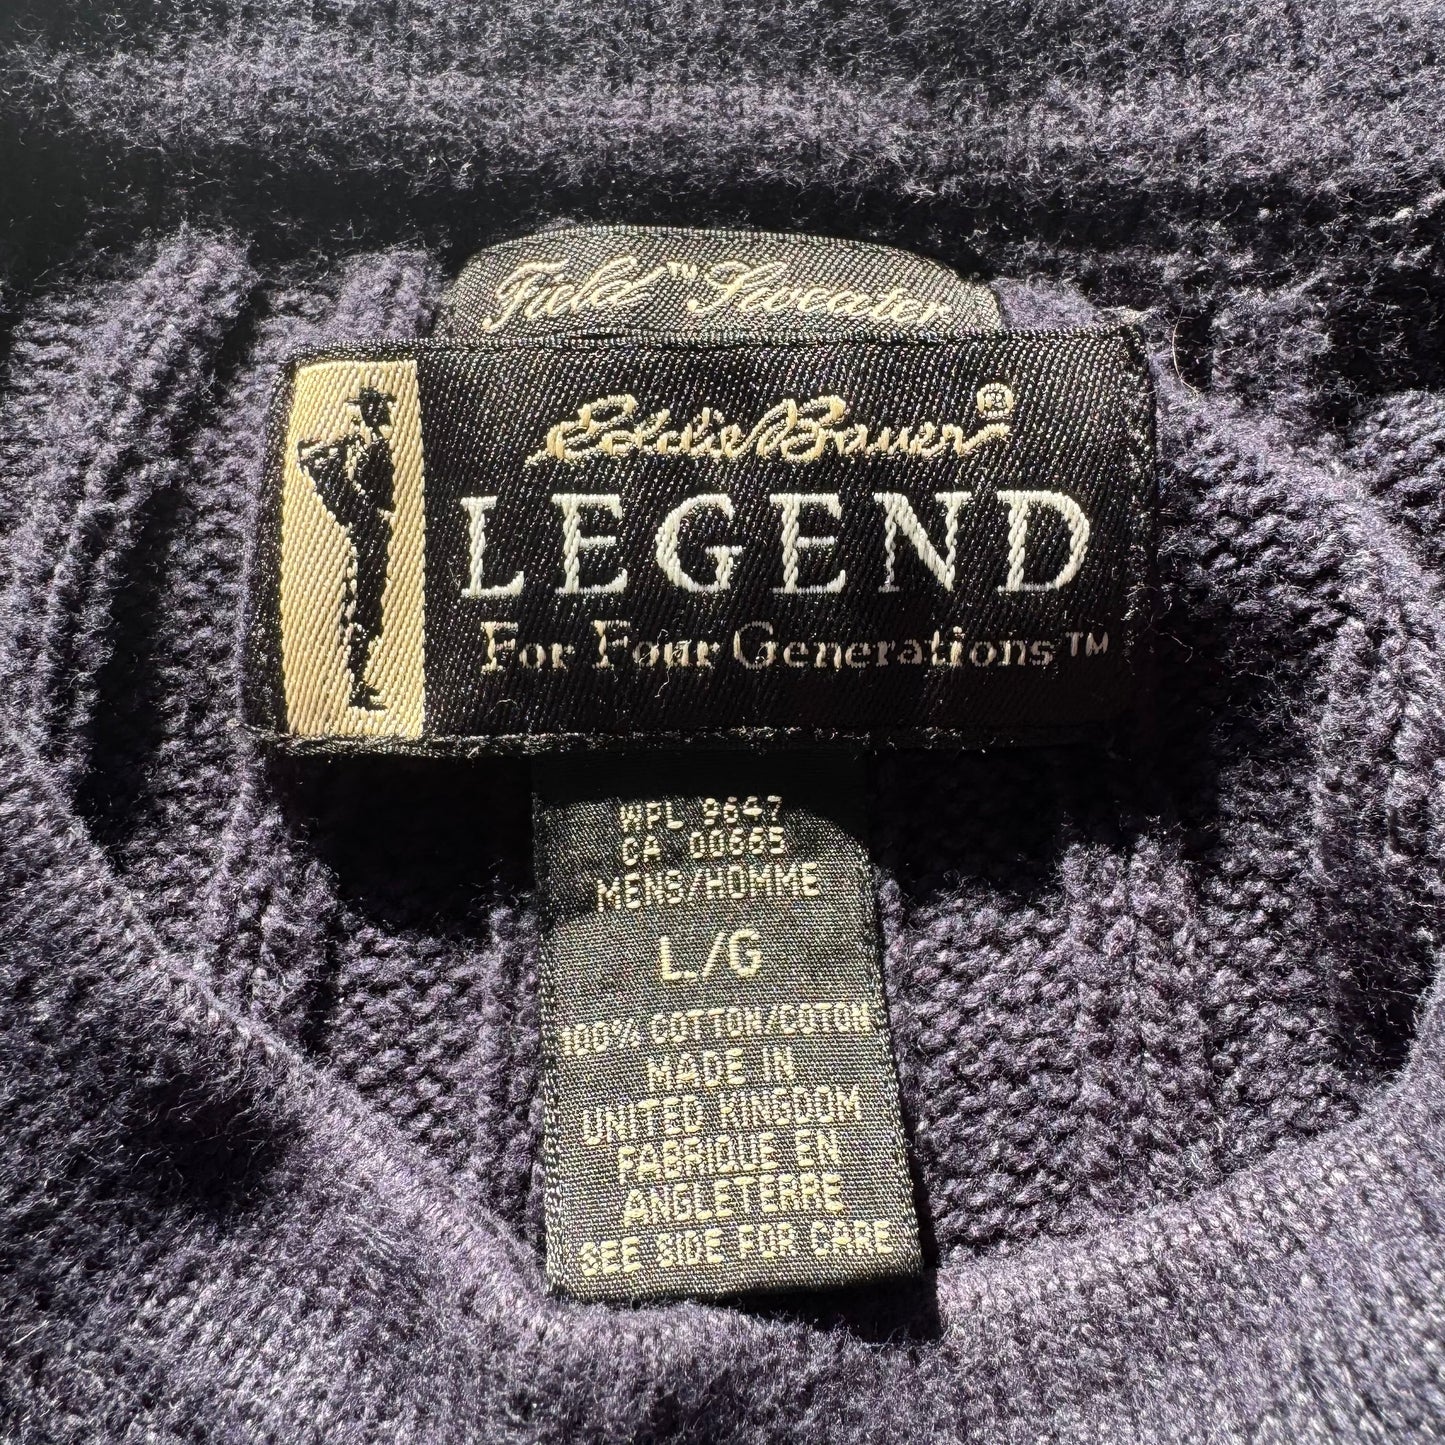 Field™ Sweater
Eddie Bauer®
LEGEND
For Four Generations™
WPL 9647
CA 00665
MENS/HOMME
L/G
100% COTTON/COTON
MADE IN
UNITED KINGDOM
FABRIQUE EN
ANGLETERRE
SEE SIDE FOR CARE